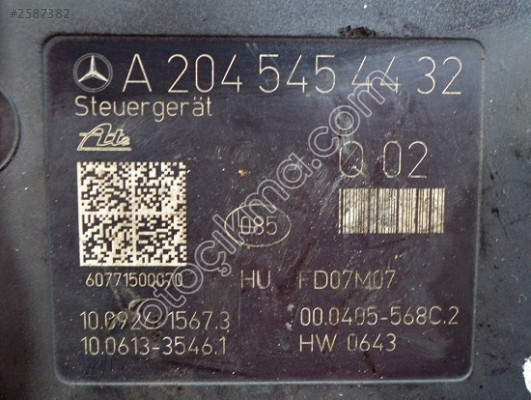 #2587382
A 204 545 44 32
Steuergerät
Ate
Q 02
085
60771500070
HU FD07M07
10.0926-1567.3 00.0405-568C.2
10.0613-3546.1 HW 0643
otoçıkma.com